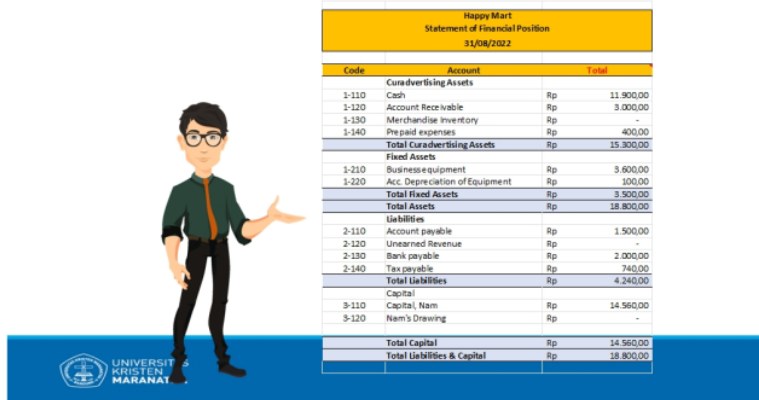 Happy Mart
Statement of Financial Position
31/08/2022
Code Account Total
Curadvertising Assets
1-110 Cash Rp 11.900,00
1-120 Account Receivable Rp 3.000,00
1-130 Merchandise Inventory Rp -
1-140 Prepaid expenses Rp 400,00
Total Curadvertising Assets Rp 15.300,00
Fixed Assets
1-210 Business equipment Rp 3.600,00
1-220 Acc. Depreciation of Equipment Rp 100,00
Total Fixed Assets Rp 3.500,00
Total Assets Rp 18.800,00
Liabilities
2-110 Account payable Rp 1.500,00
2-120 Unearned Revenue Rp -
2-130 Bank payable Rp 2.000,00
2-140 Tax payable Rp 740,00
Total Liabilities Rp 4.240,00
Capital
3-110 Capital, Nam Rp 14.560,00
3-120 Nam's Drawing Rp -
Total Capital Rp 14.560,00
Total Liabilities & Capital Rp 18.800,00
KRISTEN